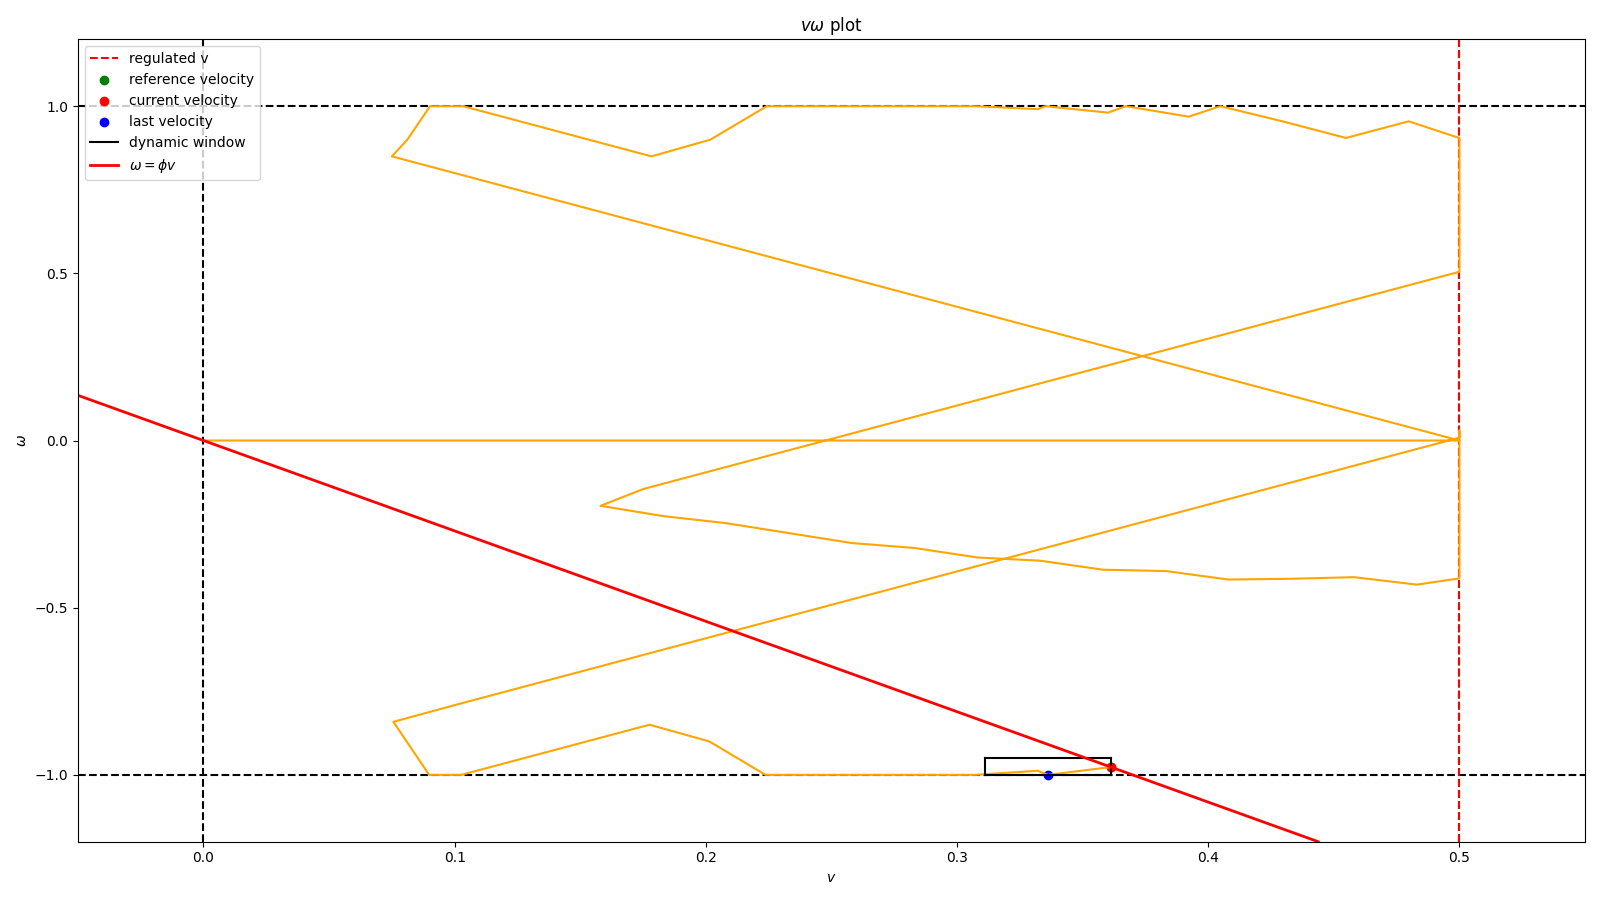 vω plot
regulated v
reference velocity
current velocity
last velocity
dynamic window
ω = ϕv
1.0
0.5
0.0
−0.5
−1.0
ω
0.0 0.1 0.2 0.3 0.4 0.5
v